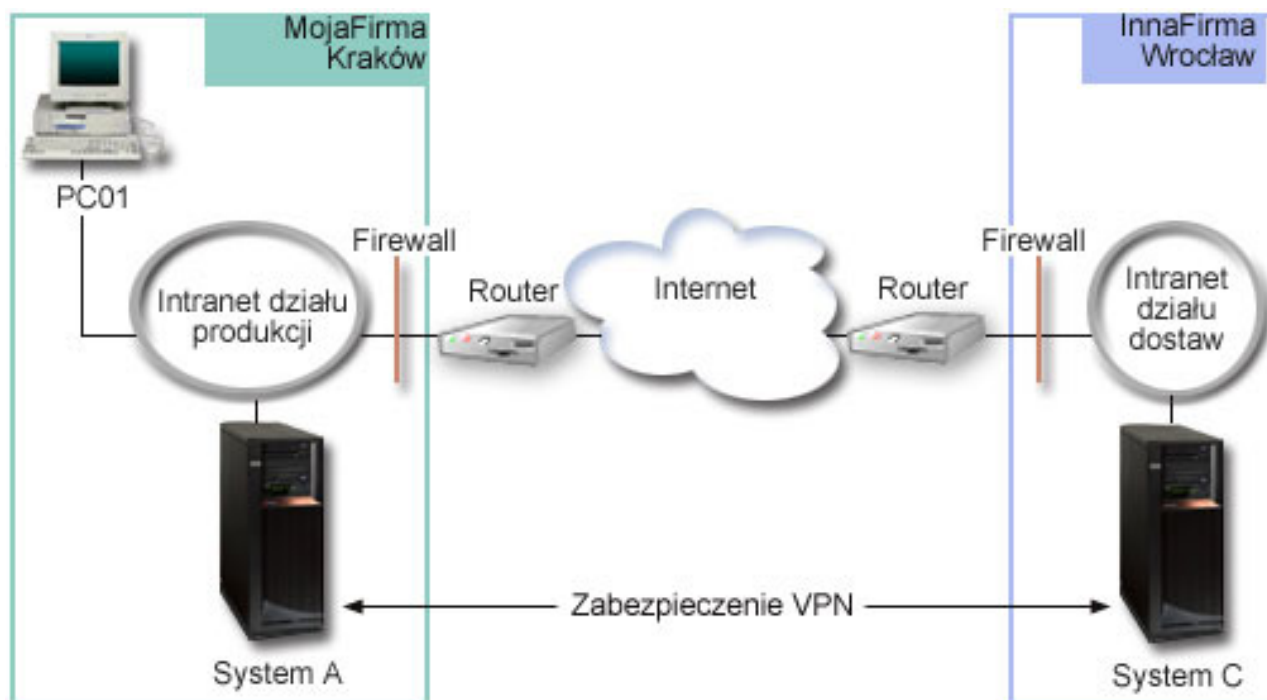 MojaFirma
Kraków
InnaFirma
Wrocław
PC01
Firewall
Firewall
Intranet działu
produkcji
Router
Internet
Router
Intranet
działu
dostaw
Zabezpieczenie VPN
System A
System C